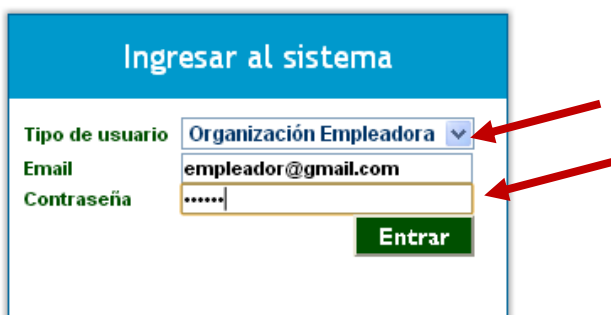 Ingresar al sistema
Tipo de usuario Organización Empleadora
Email empleador@gmail.com
Contraseña ••••••
Entrar